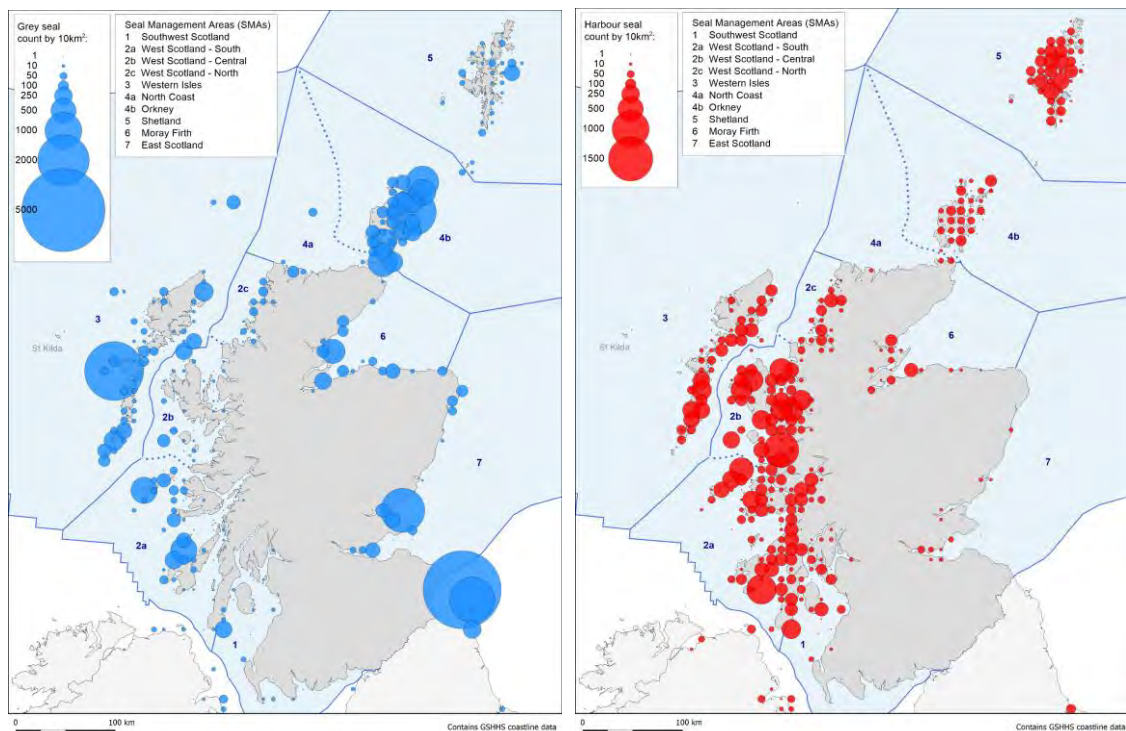 Grey seal
count by 10km²:
1
10
50
100
250
500
1000
2000
5000
Seal Management Areas (SMAs)
1 Southwest Scotland
2a West Scotland - South
2b West Scotland - Central
2c West Scotland - North
3 Western Isles
4a North Coast
4b Orkney
5 Shetland
6 Moray Firth
7 East Scotland
5
4a
4b
2c
3
St Kilda
6
2b
7
2a
1
0
100 km
Contains GSHHS coastline data
Harbour seal
count by 10km²:
1
10
50
100
250
500
1000
1500
Seal Management Areas (SMAs)
1 Southwest Scotland
2a West Scotland - South
2b West Scotland - Central
2c West Scotland - North
3 Western Isles
4a North Coast
4b Orkney
5 Shetland
6 Moray Firth
7 East Scotland
5
4a
4b
2c
3
St Kilda
6
2b
7
2a
1
0
100 km
Contains GSHHS coastline data